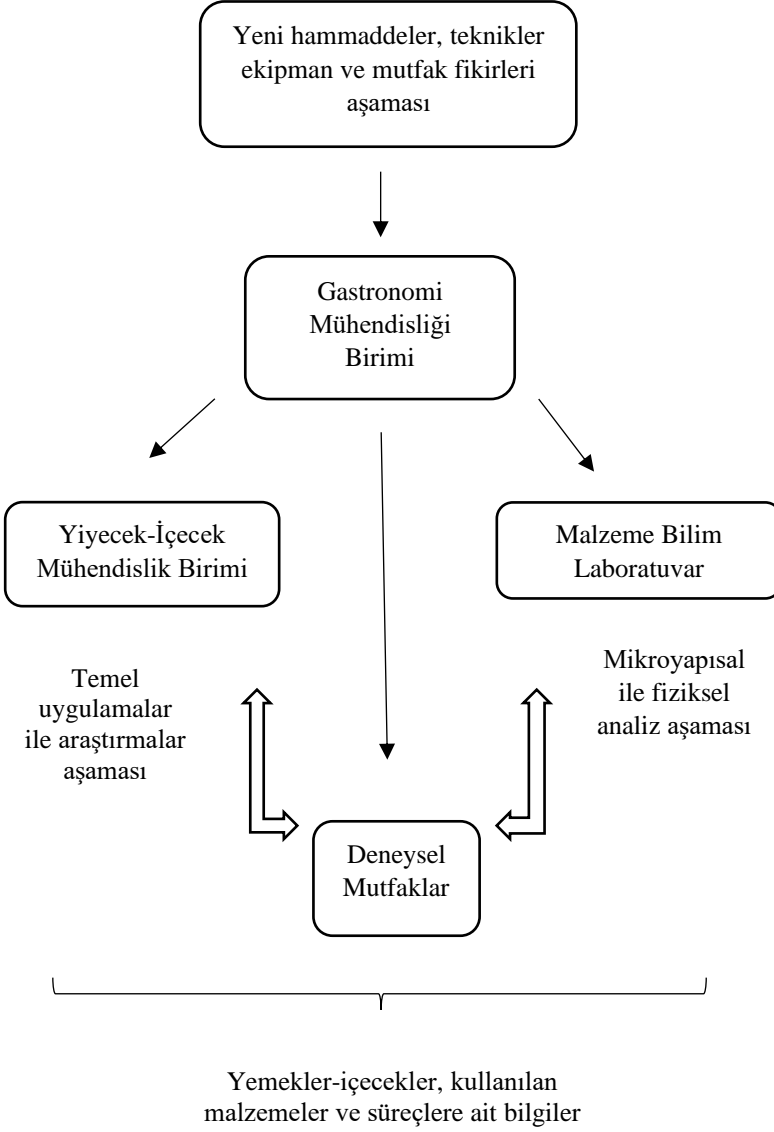 Yeni hammaddeler, teknikler
ekipman ve mutfak fikirleri
aşaması
Gastronomi
Mühendisliği
Birimi
Yiyecek-İçecek
Mühendislik Birimi
Malzeme Bilim
Laboratuvar
Temel
uygulamalar
ile araştırmalar
aşaması
Mikroyapısal
ile fiziksel
analiz aşaması
Deneysel
Mutfaklar
Yemekler-içecekler, kullanılan
malzemeler ve süreçlere ait bilgiler